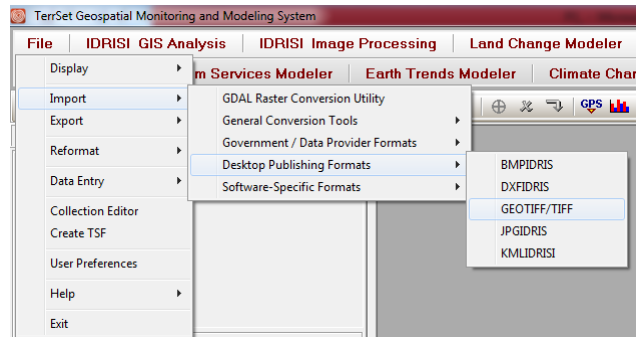 TerrSet Geospatial Monitoring and Modeling System
File IDRISI GIS Analysis IDRISI Image Processing Land Change Modeler
m Services Modeler Earth Trends Modeler Climate Chan
Display
Import
Export
Reformat
Data Entry
Collection Editor
Create TSF
User Preferences
Help
Exit
GDAL Raster Conversion Utility
General Conversion Tools
Government / Data Provider Formats
Desktop Publishing Formats
Software-Specific Formats
GPS
BMPIDRIS
DXFIDRIS
GEOTIFF/TIFF
JPGIDRIS
KMLIDRISI